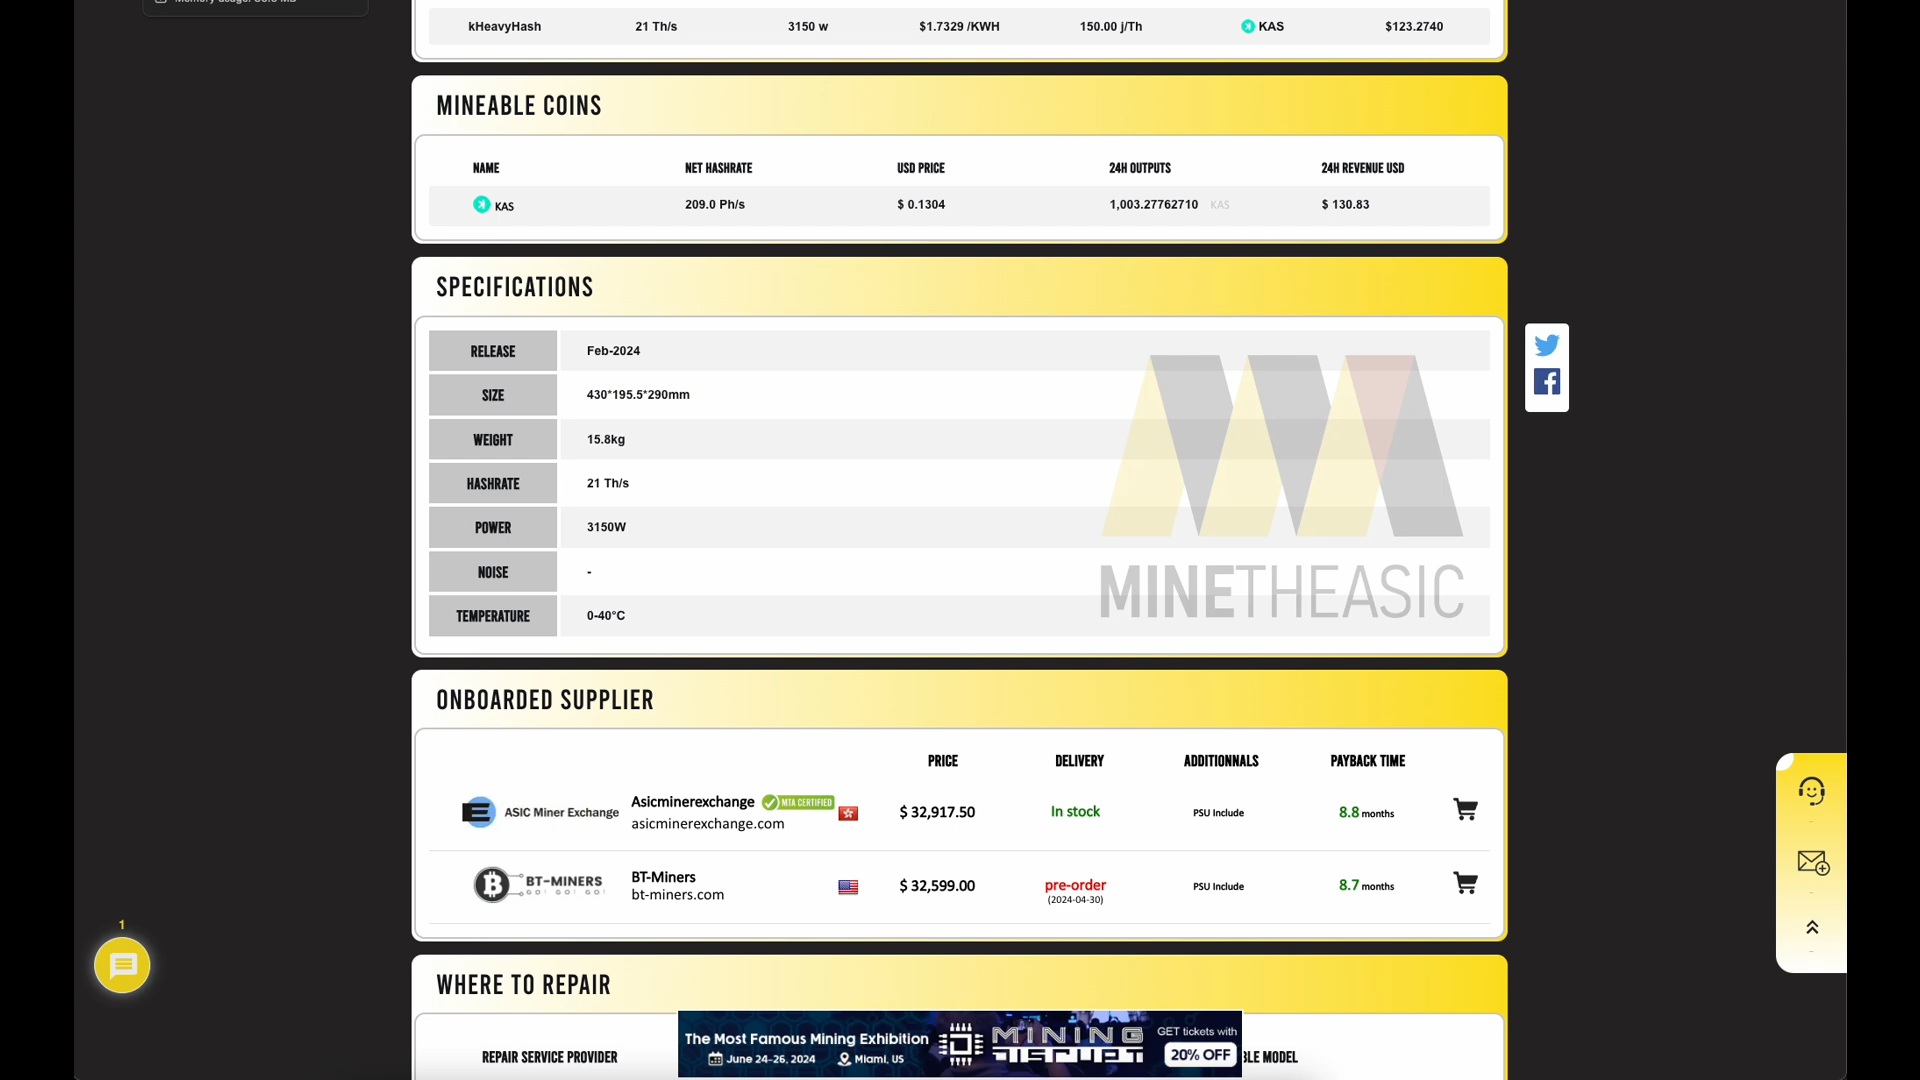 kHeavyHash 21 Th/s 3150 w $1.7329 /KWH 150.00 j/Th KAS $123.2740
MINEABLE COINS
NAME NET HASHRATE USD PRICE 24H OUTPUTS 24H REVENUE USD
KAS 209.0 Ph/s $ 0.1304 1,003.27762710 KAS $ 130.83
SPECIFICATIONS
RELEASE Feb-2024
SIZE 430*195.5*290mm
WEIGHT 15.8kg
HASHRATE 21 Th/s
POWER 3150W
NOISE -
TEMPERATURE 0-40°C
MINETHEASIC
ONBOARDED SUPPLIER
PRICE DELIVERY ADDITIONNALS PAYBACK TIME
ASIC Miner Exchange Asicminerexchange MTA CERTIFIED $ 32,917.50 In stock PSU Include 8.8 months
asicminerexchange.com
BT-MINERS GO! GO! GO! BT-Miners $ 32,599.00 pre-order PSU Include 8.7 months
bt-miners.com (2024-04-30)
1
WHERE TO REPAIR
REPAIR SERVICE PROVIDER
The Most Famous Mining Exhibition MINING DISRUPT GET tickets with
June 24-26, 2024 Miami, US 20% OFF
MODEL